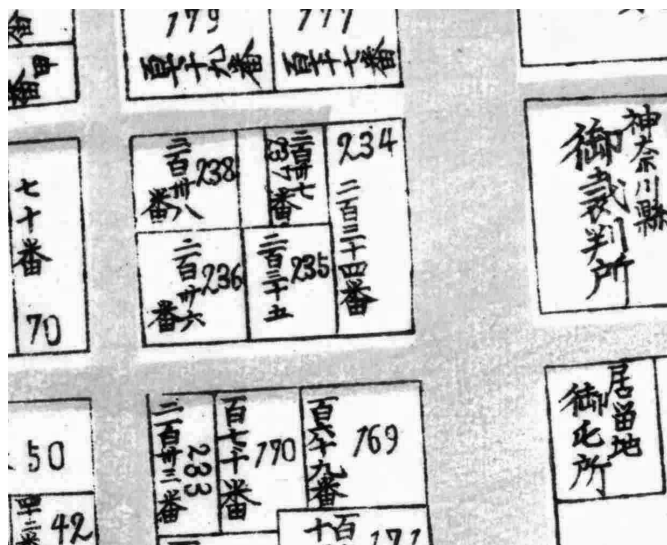 179
百七十九番
177
百七十七番
七十番
70
二百卅八番
238
二百卅七番
237
234
二百三十四番
二百卅六番
236
二百三十五
235
神奈川縣
御裁判所
50
42
二百卅三番
233
百七十番
170
百六十九番
169
171
居留地